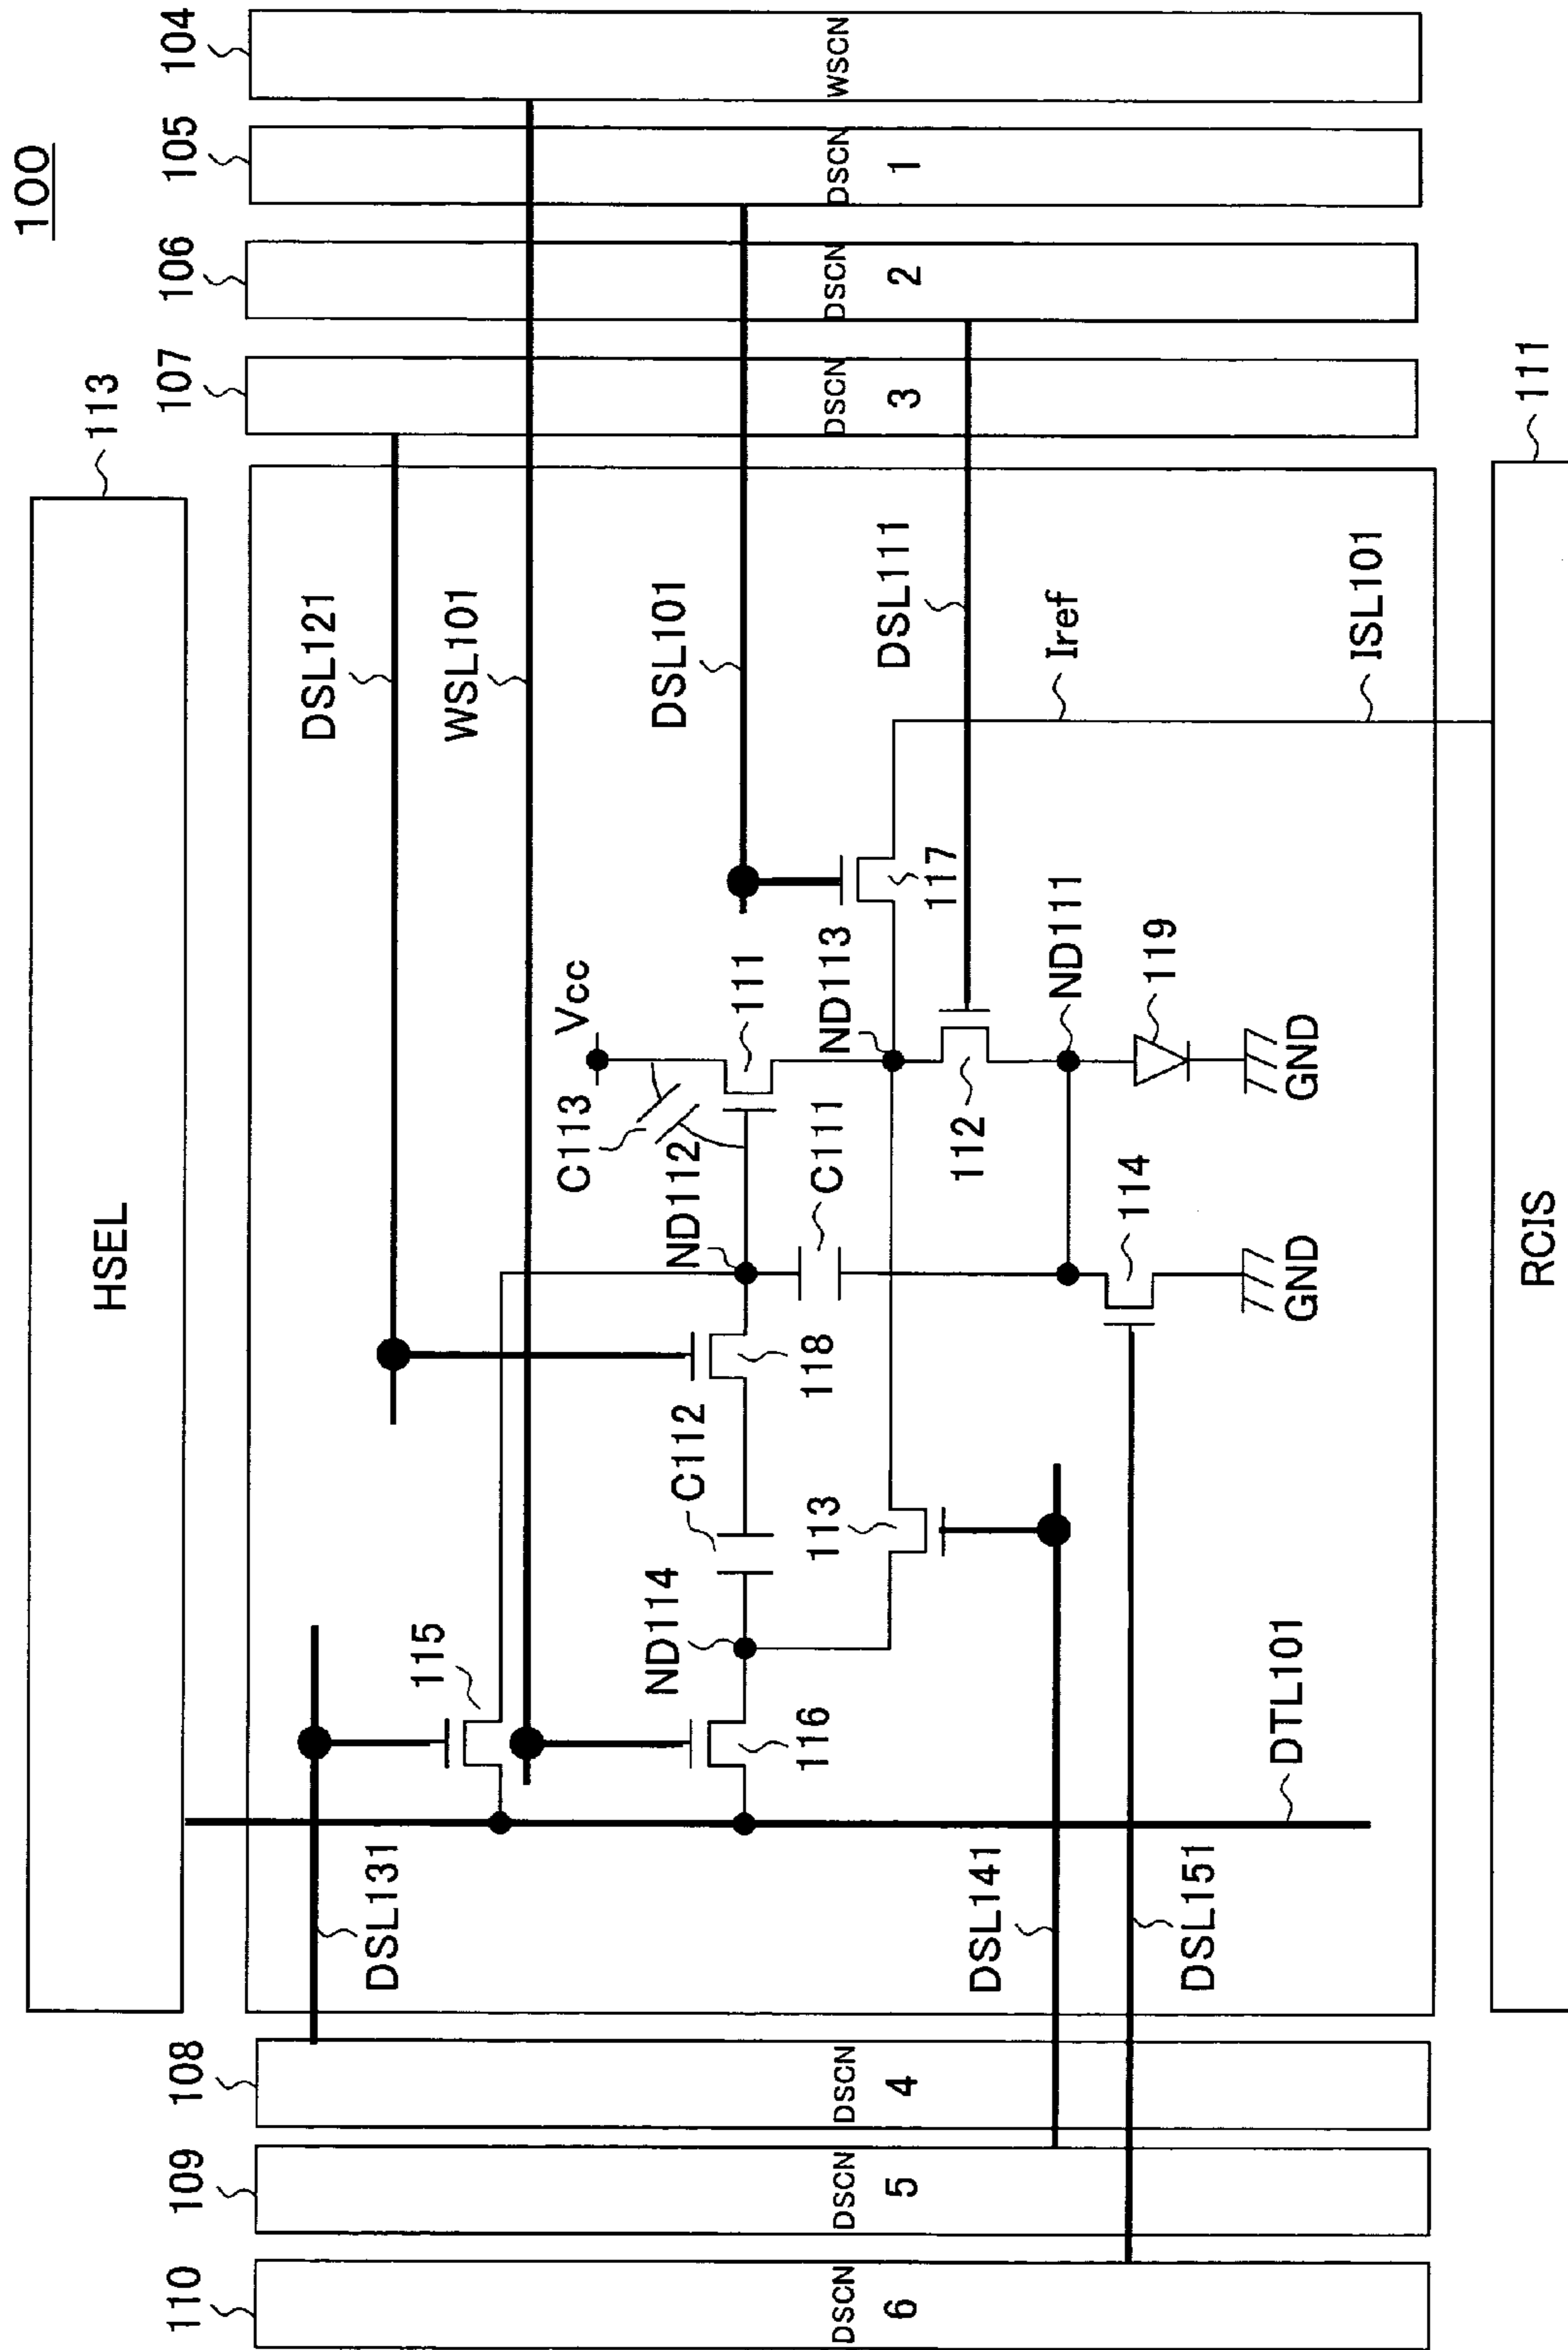 100
113
HSEL
110
109
108
107
106
105
104
DSCN
6
DSCN
5
DSCN
4
DSCN
3
DSCN
2
DSCN
1
WSCN
DSL131
115
DSL121
WSL101
Vcc
C113
111
DSL101
ND114
C112
118
ND112
C111
116
113
ND113
117
DSL111
DSL141
112
ND111
Iref
114
119
DSL151
DTL101
GND
GND
ISL101
RCIS
111